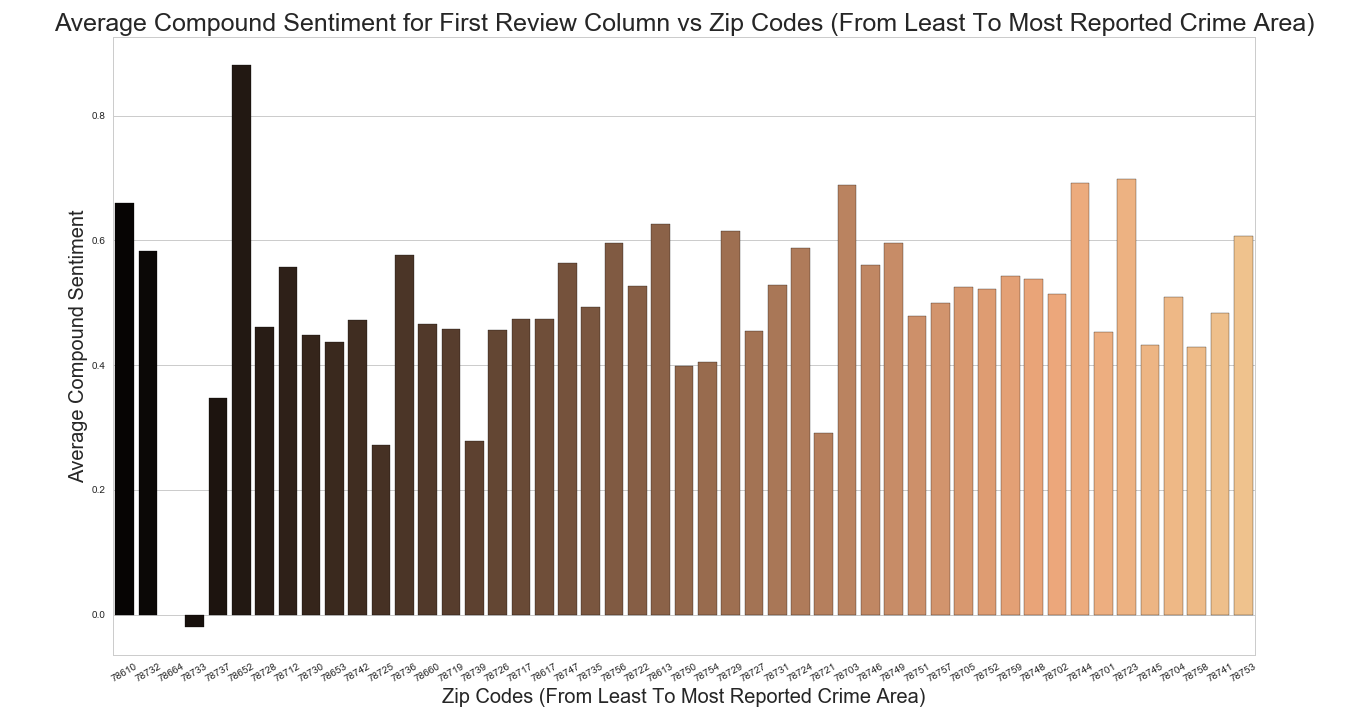 Average Compound Sentiment for First Review Column vs Zip Codes (From Least To Most Reported Crime Area)
Average Compound Sentiment
0.8
0.6
0.4
0.2
0.0
78610 78732 78664 78733 78737 78652 78728 78712 78730 78653 78742 78725 78736 78660 78719 78739 78726 78717 78617 78747 78735 78756 78722 78613 78750 78754 78729 78727 78731 78724 78721 78703 78746 78749 78751 78757 78705 78752 78759 78748 78702 78744 78701 78723 78745 78704 78758 78741 78753
Zip Codes (From Least To Most Reported Crime Area)